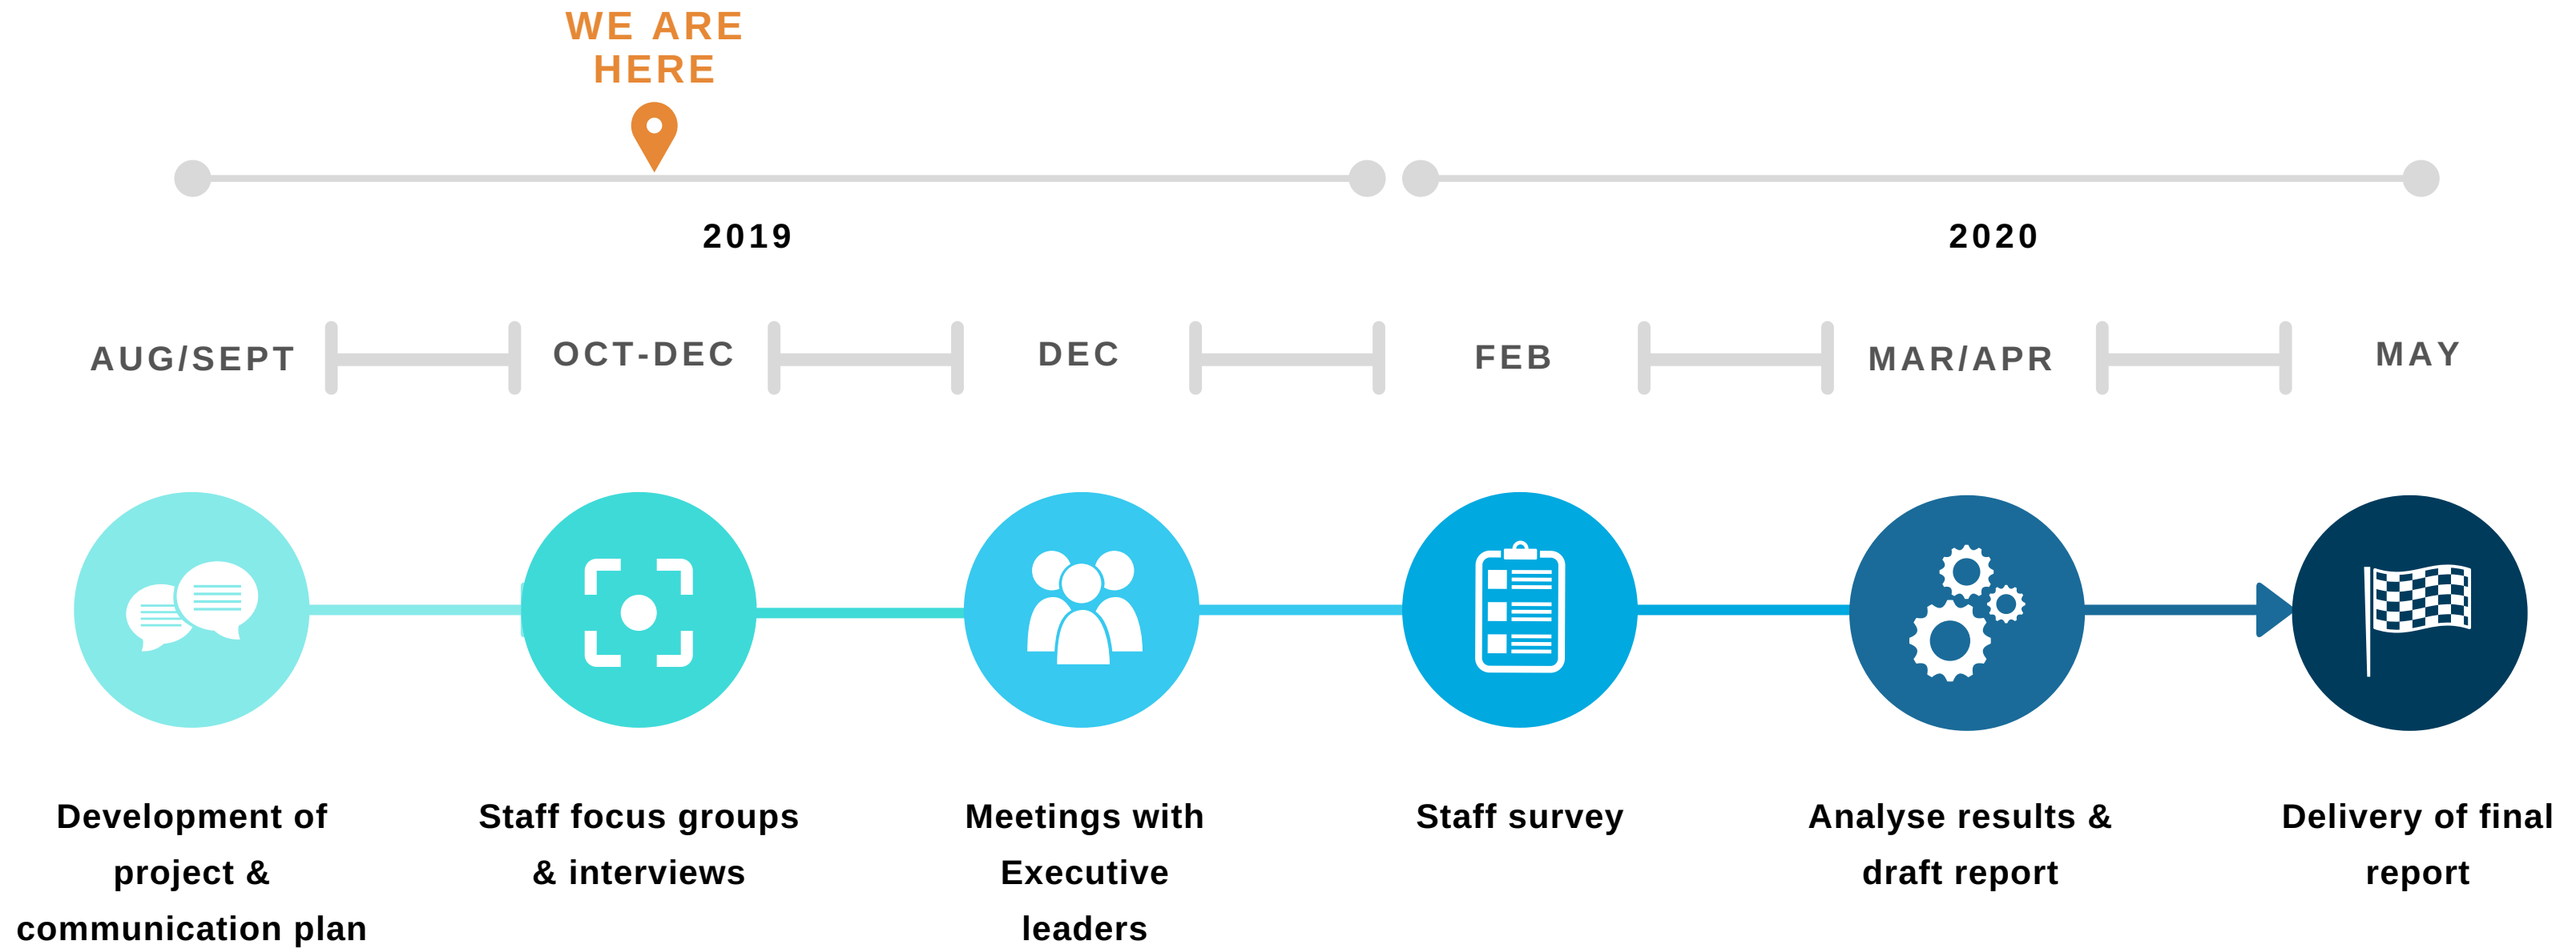 WE ARE
HERE
2019
2020
AUG/SEPT
OCT-DEC
DEC
FEB
MAR/APR
MAY
Development of
project &
communication plan
Staff focus groups
& interviews
Meetings with
Executive
leaders
Staff survey
Analyse results &
draft report
Delivery of final
report